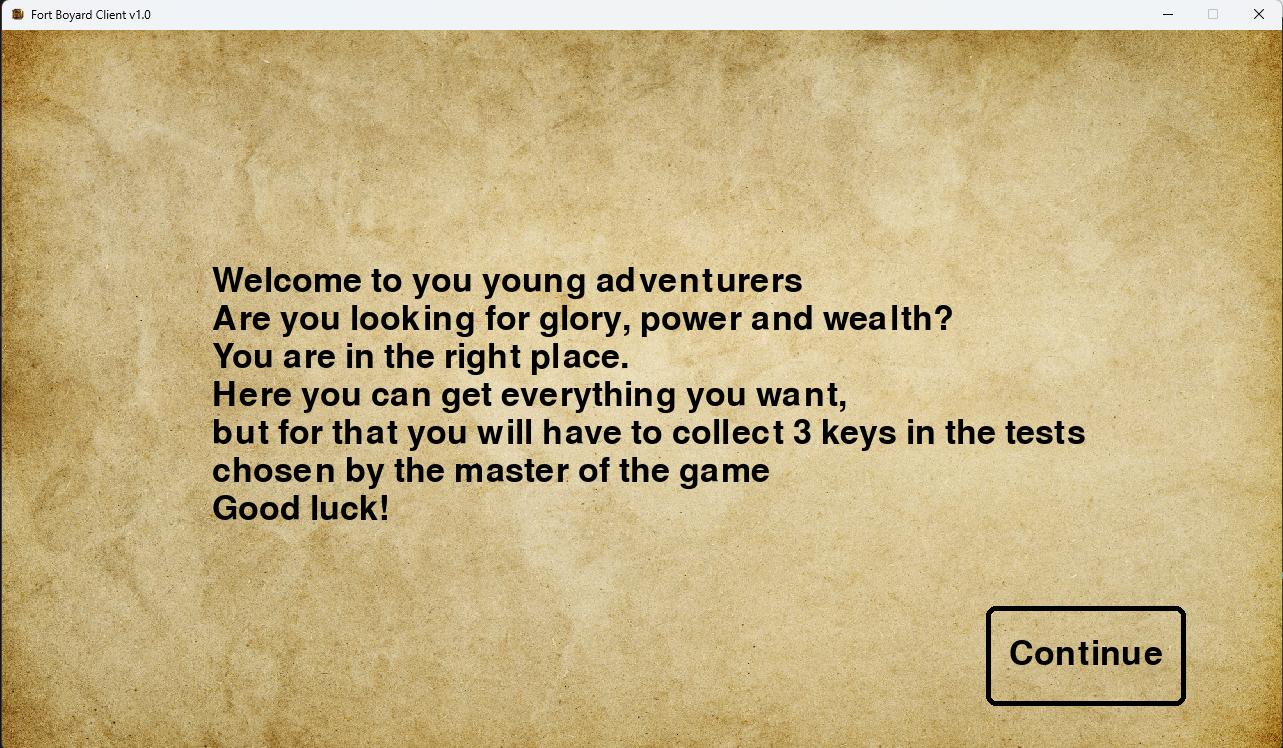 Fort Boyard Client v1.0
Welcome to you young adventurers
Are you looking for glory, power and wealth?
You are in the right place.
Here you can get everything you want,
but for that you will have to collect 3 keys in the tests
chosen by the master of the game
Good luck!
Continue